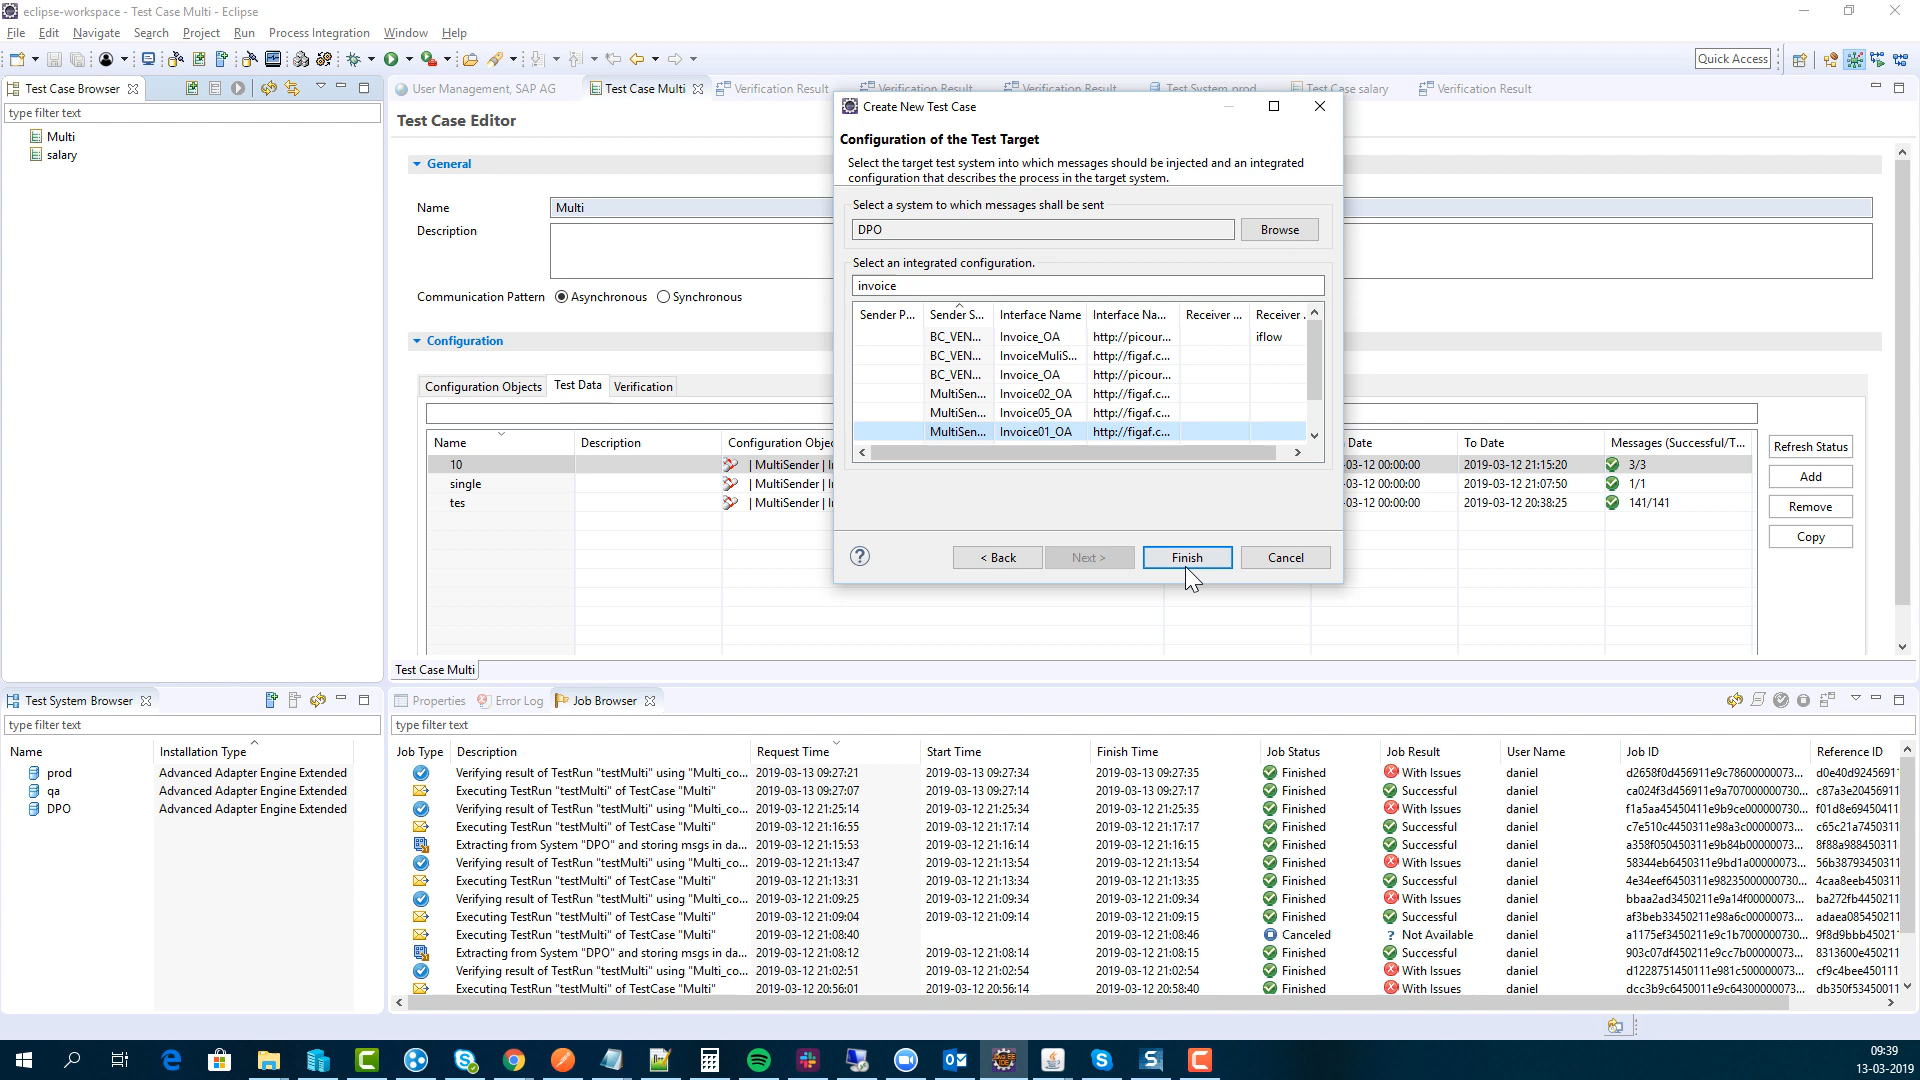 eclipse-workspace - Test Case Multi - Eclipse
File Edit Navigate Search Project Run Process Integration Window Help
Quick Access
Test Case Browser
User Management, SAP AG
Test Case Multi
Verification Result
Verification Result
Verification Result
Test System prod
Test Case salary
Verification Result
type filter text
Multi
salary
Test Case Editor
General
Name Multi
Description
Communication Pattern Asynchronous Synchronous
Configuration
Configuration Objects Test Data Verification
Name Description Configuration Objec Date To Date Messages (Successful/T...
10 | MultiSender | I -03-12 00:00:00 2019-03-12 21:15:20 3/3
single | MultiSender | I -03-12 00:00:00 2019-03-12 21:07:50 1/1
tes | MultiSender | I -03-12 00:00:00 2019-03-12 20:38:25 141/141
Refresh Status
Add
Remove
Copy
Test Case Multi
Create New Test Case
Configuration of the Test Target
Select the target test system into which messages should be injected and an integrated
configuration that describes the process in the target system.
Select a system to which messages shall be sent
DPO Browse
Select an integrated configuration.
invoice
Sender P... Sender S... Interface Name Interface Na... Receiver ... Receiver .
BC_VEN... Invoice_OA http://picour... iflow
BC_VEN... InvoiceMuliS... http://figaf.c...
BC_VEN... Invoice_OA http://picour...
MultiSen... Invoice02_OA http://figaf.c...
MultiSen... Invoice05_OA http://figaf.c...
MultiSen... Invoice01_OA http://figaf.c...
? < Back Next > Finish Cancel
Test System Browser
type filter text
Name Installation Type
prod Advanced Adapter Engine Extended
qa Advanced Adapter Engine Extended
DPO Advanced Adapter Engine Extended
Properties Error Log Job Browser
type filter text
Job Type Description Request Time Start Time Finish Time Job Status Job Result User Name Job ID Reference ID
Verifying result of TestRun "testMulti" using "Multi_co... 2019-03-13 09:27:21 2019-03-13 09:27:34 2019-03-13 09:27:35 Finished With Issues daniel d2658f0d456911e9c78600000073... d0e40d92456911
Executing TestRun "testMulti" of TestCase "Multi" 2019-03-13 09:27:07 2019-03-13 09:27:14 2019-03-13 09:27:17 Finished Successful daniel ca024f3d456911e9a707000000730... c87a3e20456911
Verifying result of TestRun "testMulti" using "Multi_co... 2019-03-12 21:25:14 2019-03-12 21:25:34 2019-03-12 21:25:35 Finished With Issues daniel f1a5aa45450411e9b9ce000000730... f01d8e69450411
Executing TestRun "testMulti" of TestCase "Multi" 2019-03-12 21:16:55 2019-03-12 21:17:14 2019-03-12 21:17:17 Finished Successful daniel c7e510c4450311e98a3c00000073... c65c21a7450311
Extracting from System "DPO" and storing msgs in da... 2019-03-12 21:15:53 2019-03-12 21:16:14 2019-03-12 21:16:15 Finished Successful daniel a358f050450311e9b84b00000073... 8f88a988450311
Verifying result of TestRun "testMulti" using "Multi_co... 2019-03-12 21:13:47 2019-03-12 21:13:54 2019-03-12 21:13:54 Finished With Issues daniel 58344eb6450311e9bd1a00000073... 56b38793450311
Executing TestRun "testMulti" of TestCase "Multi" 2019-03-12 21:13:31 2019-03-12 21:13:34 2019-03-12 21:13:35 Finished Successful daniel 4e34eef6450311e98235000000730... 4caa8eeb450311
Verifying result of TestRun "testMulti" using "Multi_co... 2019-03-12 21:09:25 2019-03-12 21:09:34 2019-03-12 21:09:34 Finished With Issues daniel bbaa2ad3450211e9a14f00000073... ba272fb4450211
Executing TestRun "testMulti" of TestCase "Multi" 2019-03-12 21:09:04 2019-03-12 21:09:14 2019-03-12 21:09:15 Finished Successful daniel af3beb33450211e98a6c00000073... adaea085450211
Executing TestRun "testMulti" of TestCase "Multi" 2019-03-12 21:08:40 2019-03-12 21:08:46 Canceled ? Not Available daniel a1175ef3450211e9c1b7000000730... 9f8d9bbb450211
Extracting from System "DPO" and storing msgs in da... 2019-03-12 21:08:12 2019-03-12 21:08:14 2019-03-12 21:08:15 Finished Successful daniel 903c07df450211e9cc7b00000073... 8313600e450211
Verifying result of TestRun "testMulti" using "Multi_co... 2019-03-12 21:02:51 2019-03-12 21:02:54 2019-03-12 21:02:54 Finished With Issues daniel d1228751450111e981c500000073... cf9c4bee450111
Executing TestRun "testMulti" of TestCase "Multi" 2019-03-12 20:56:01 2019-03-12 20:56:14 2019-03-12 20:58:40 Finished With Issues daniel dcc3b9c6450011e9c64300000073... db350f53450011
09:39
13-03-2019